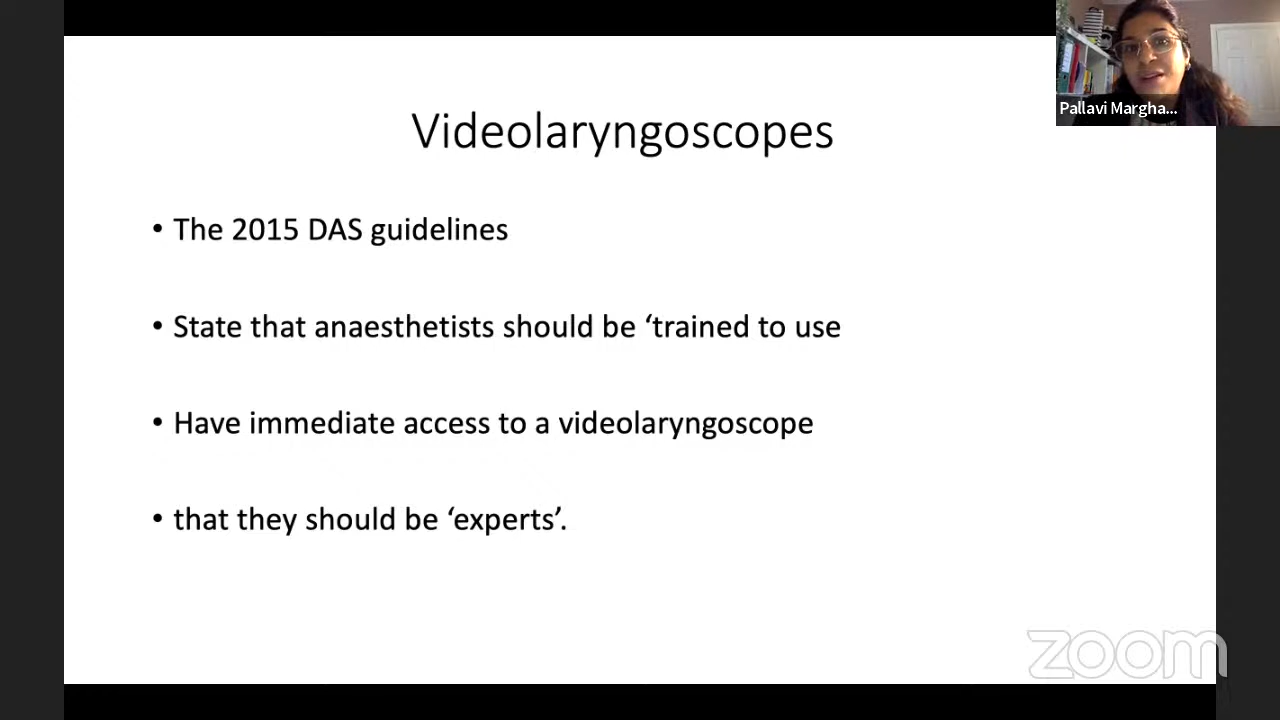 Pallavi Margha...
Videolaryngoscopes
• The 2015 DAS guidelines
• State that anaesthetists should be ‘trained to use
• Have immediate access to a videolaryngoscope
• that they should be ‘experts’.
zoom